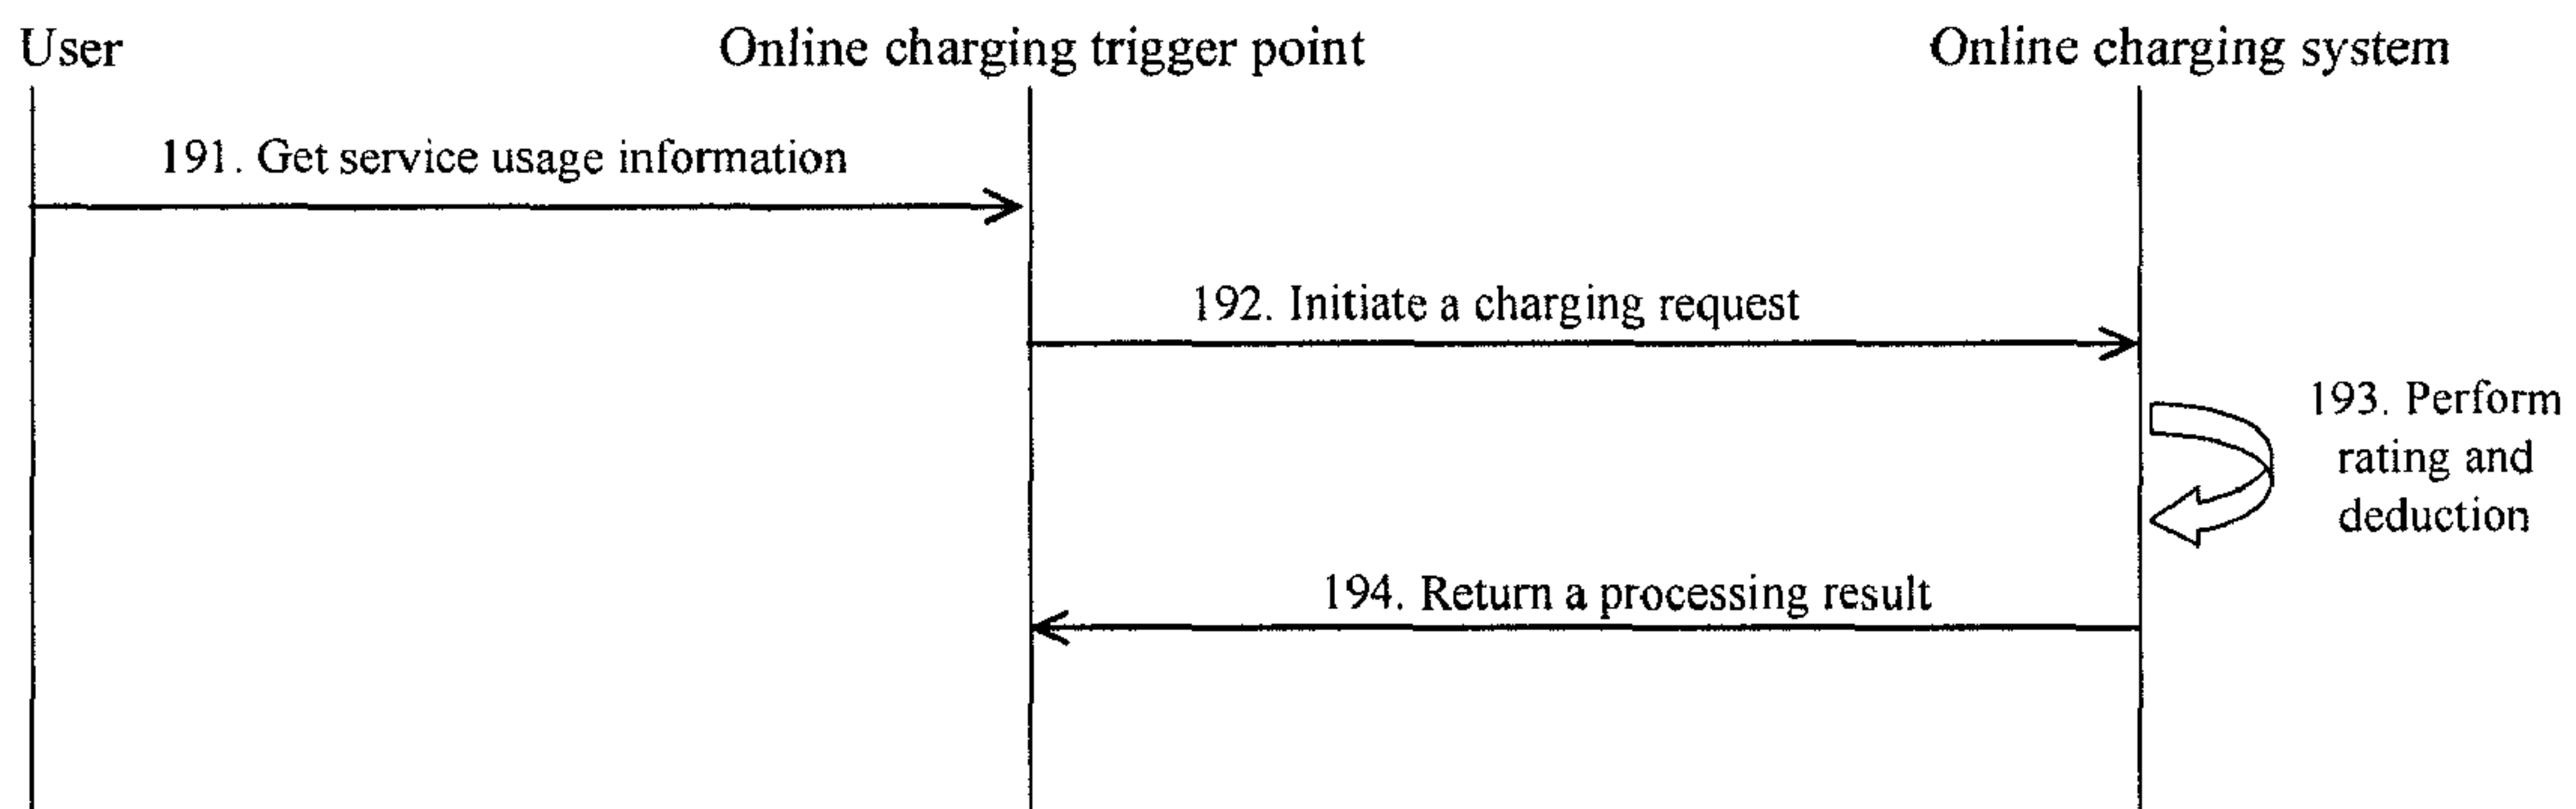 User
Online charging trigger point
Online charging system
191. Get service usage information
192. Initiate a charging request
193. Perform
rating and
deduction
194. Return a processing result